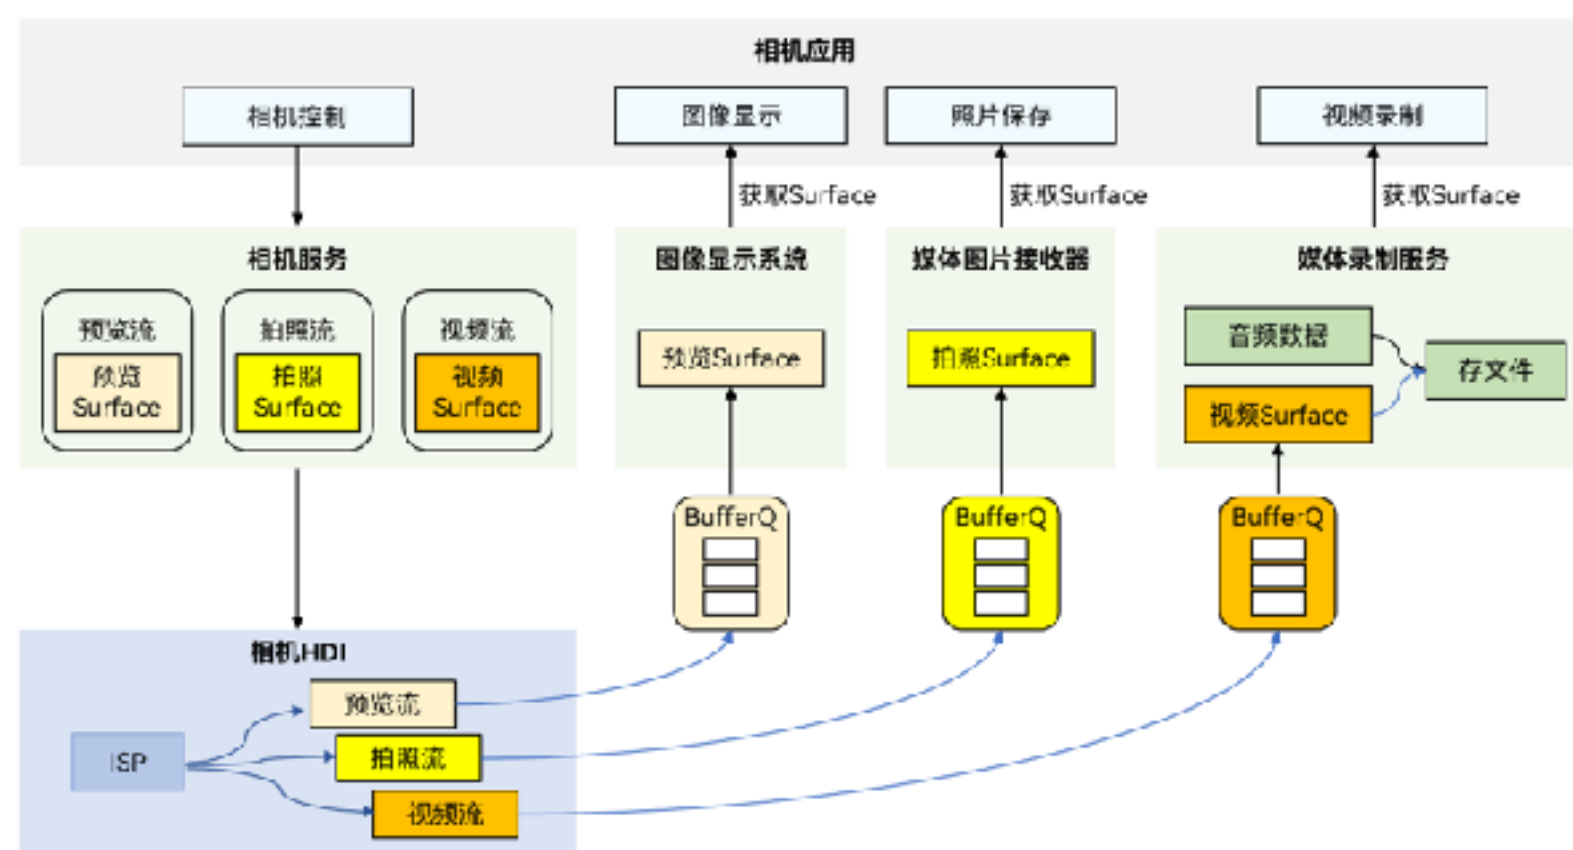 相机应用
相机控制
图像显示
照片保存
视频录制
获取Surface
获取Surface
获取Surface
相机服务
预览流
预览
Surface
拍照流
拍照
Surface
视频流
视频
Surface
图像显示系统
预览Surface
媒体图片接收器
拍照Surface
媒体录制服务
音频数据
视频Surface
存文件
BufferQ
BufferQ
BufferQ
相机HDI
ISP
预览流
拍照流
视频流